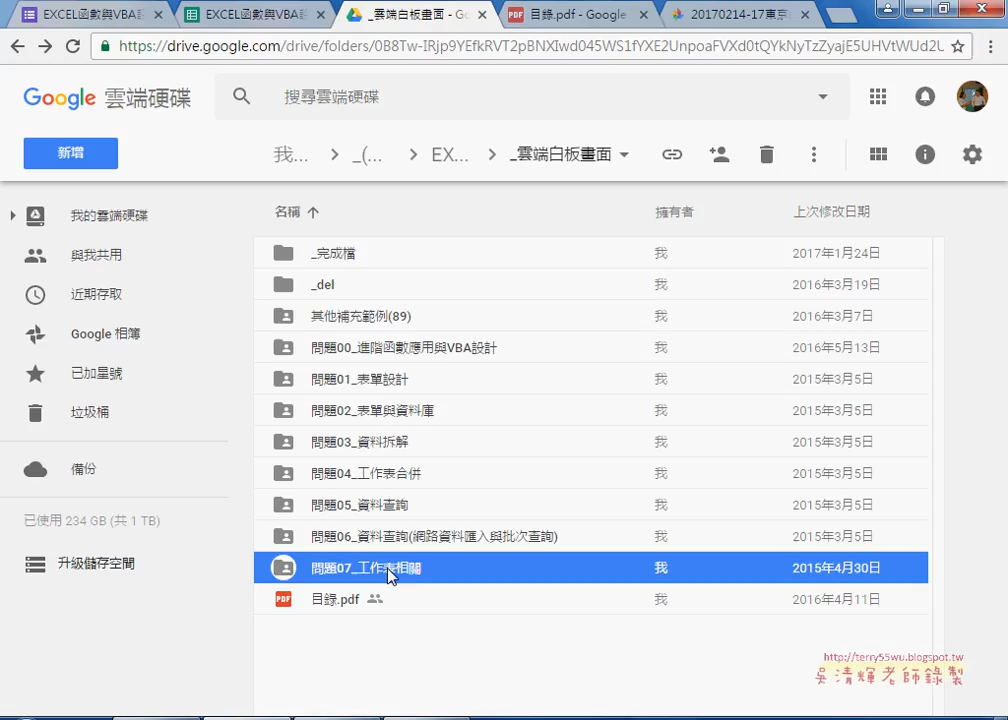 EXCEL函數與VBA設
EXCEL函數與VBA設
_雲端白板畫面 - Go
目錄.pdf - Google
20170214-17東京
https://drive.google.com/drive/folders/0B8Tw-IRjp9YEfkRVT2pBNXIwd045WS1fYXE2UnpoaFVXd0tQYkNyTzZyajE5UHVtWUd2U
Google 雲端硬碟
搜尋雲端硬碟
新增
我... > _(... > EX... > _雲端白板畫面
我的雲端硬碟
與我共用
近期存取
Google 相簿
已加星號
垃圾桶
備份
已使用 234 GB (共 1 TB)
升級儲存空間
名稱 擁有者 上次修改日期
_完成檔 我 2017年1月24日
_del 我 2016年3月19日
其他補充範例(89) 我 2016年3月7日
問題00_進階函數應用與VBA設計 我 2016年5月13日
問題01_表單設計 我 2015年3月5日
問題02_表單與資料庫 我 2015年3月5日
問題03_資料拆解 我 2015年3月5日
問題04_工作表合併 我 2015年3月5日
問題05_資料查詢 我 2015年3月5日
問題06_資料查詢(網路資料匯入與批次查詢) 我 2015年3月5日
問題07_工作表相關 我 2015年4月30日
PDF 目錄.pdf 我 2016年4月11日
http://terry55wu.blogspot.tw
吳清輝老師錄製